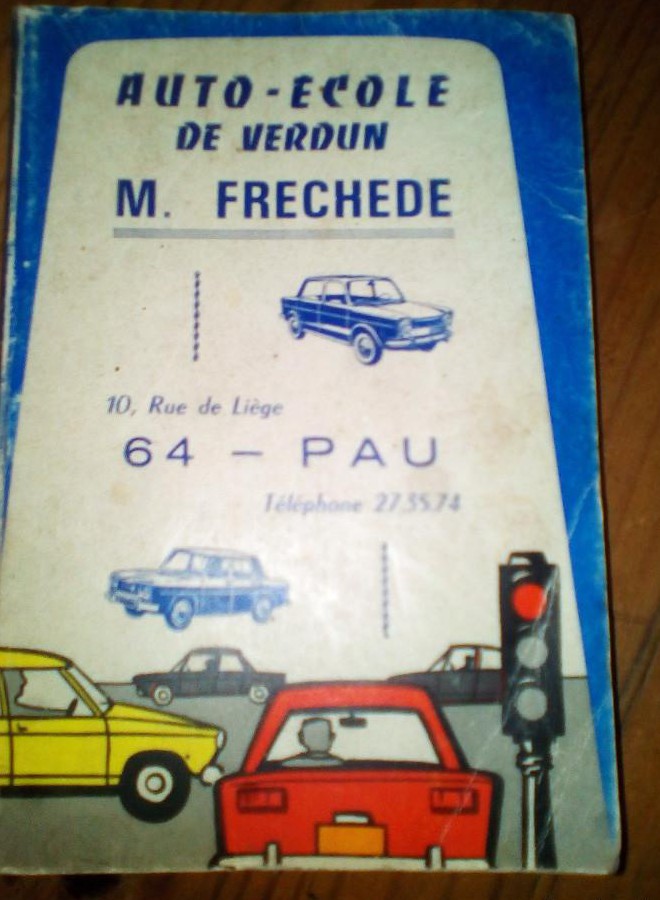 AUTO-ECOLE
DE VERDUN
M. FRECHEDE
10, Rue de Liège
64 - PAU
Téléphone 27.35.74